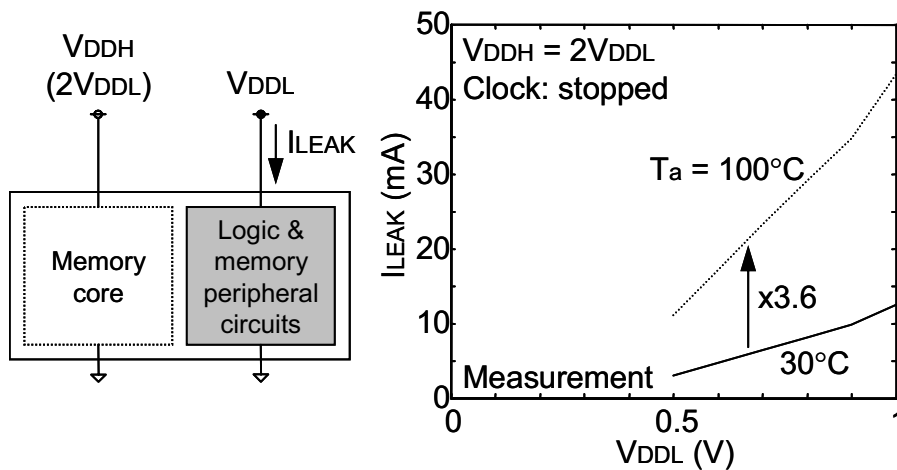 VDDH
(2VDDL)
VDDL
ILEAK
Memory
core
Logic &
memory
peripheral
circuits
ILEAK (mA)
50
40
30
20
10
0
VDDH = 2VDDL
Clock: stopped
Ta = 100°C
x3.6
30°C
Measurement
0
0.5
1
VDDL (V)